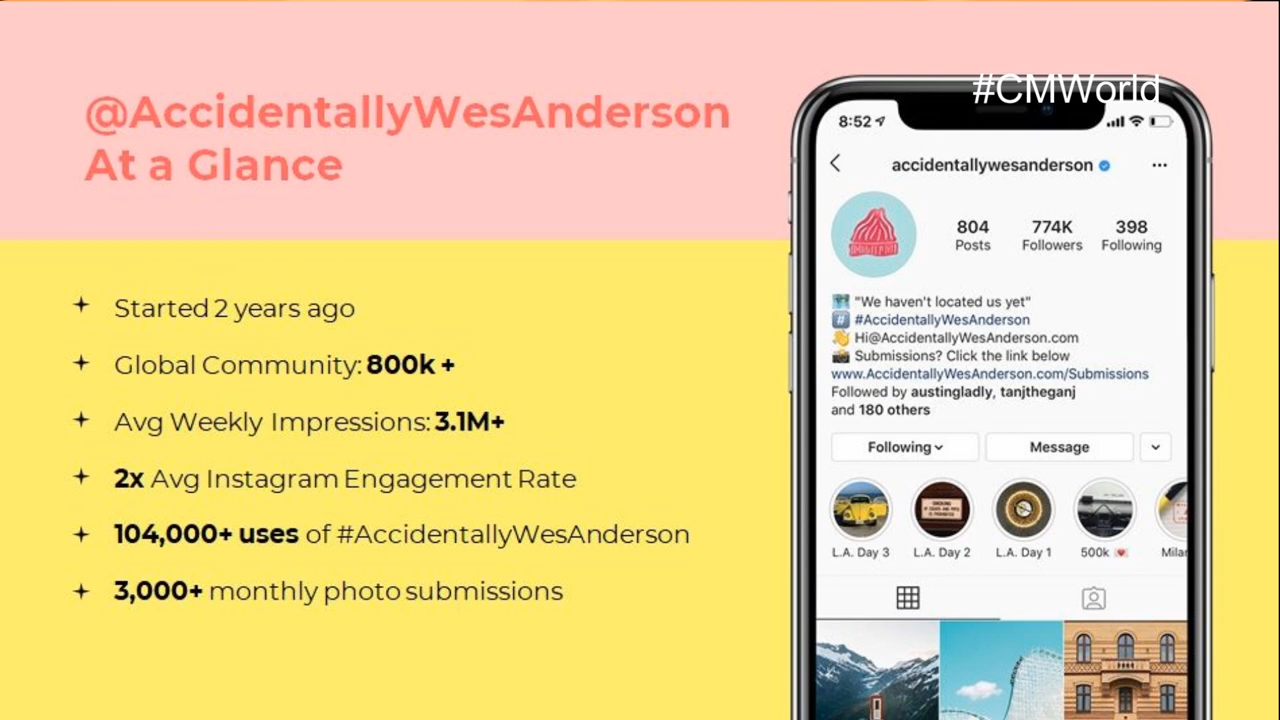 #CMWorld
@AccidentallyWesAnderson
At a Glance
Started 2 years ago
Global Community: 800k +
Avg Weekly Impressions: 3.1M+
2x Avg Instagram Engagement Rate
104,000+ uses of #AccidentallyWesAnderson
3,000+ monthly photo submissions
8:52
accidentallywesanderson
804 774K 398
Posts Followers Following
"We haven't located us yet"
# #AccidentallyWesAnderson
Hi@AccidentallyWesAnderson.com
Submissions? Click the link below
www.AccidentallyWesAnderson.com/Submissions
Followed by austingladly, tanjtheganj
and 180 others
Following Message
L.A. Day 3 L.A. Day 2 L.A. Day 1 500k Milan